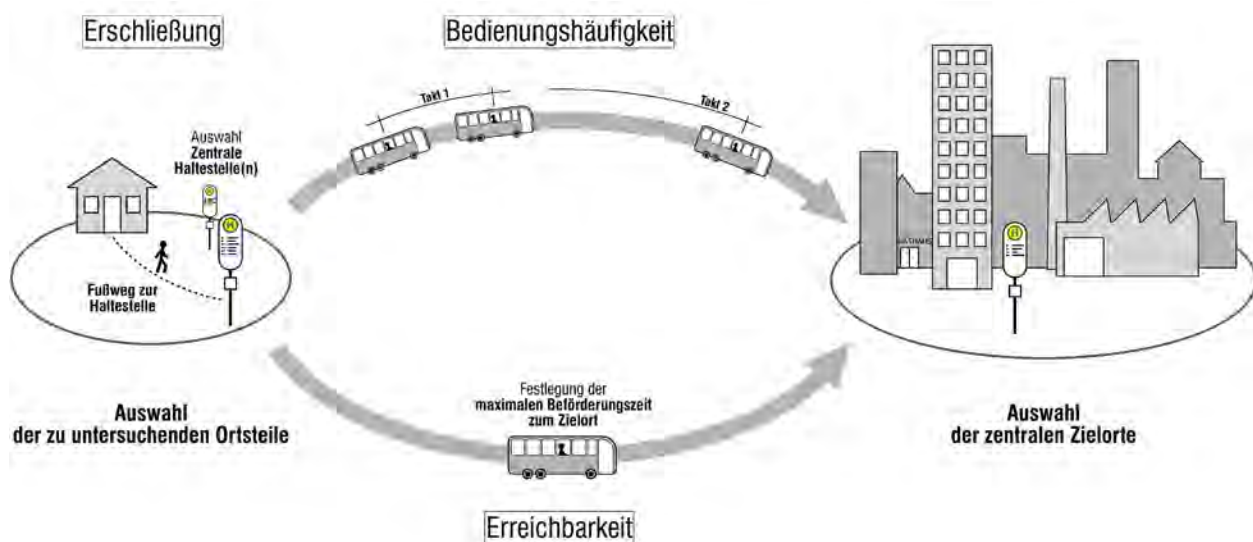 Erschließung
Bedienungshäufigkeit
Takt 1
Takt 2
Auswahl
Zentrale
Haltestelle(n)
H
H
Fußweg zur
Haltestelle
RATHAUS
H
Auswahl
der zu untersuchenden Ortsteile
Festlegung der
maximalen Beförderungszeit
zum Zielort
Auswahl
der zentralen Zielorte
Erreichbarkeit